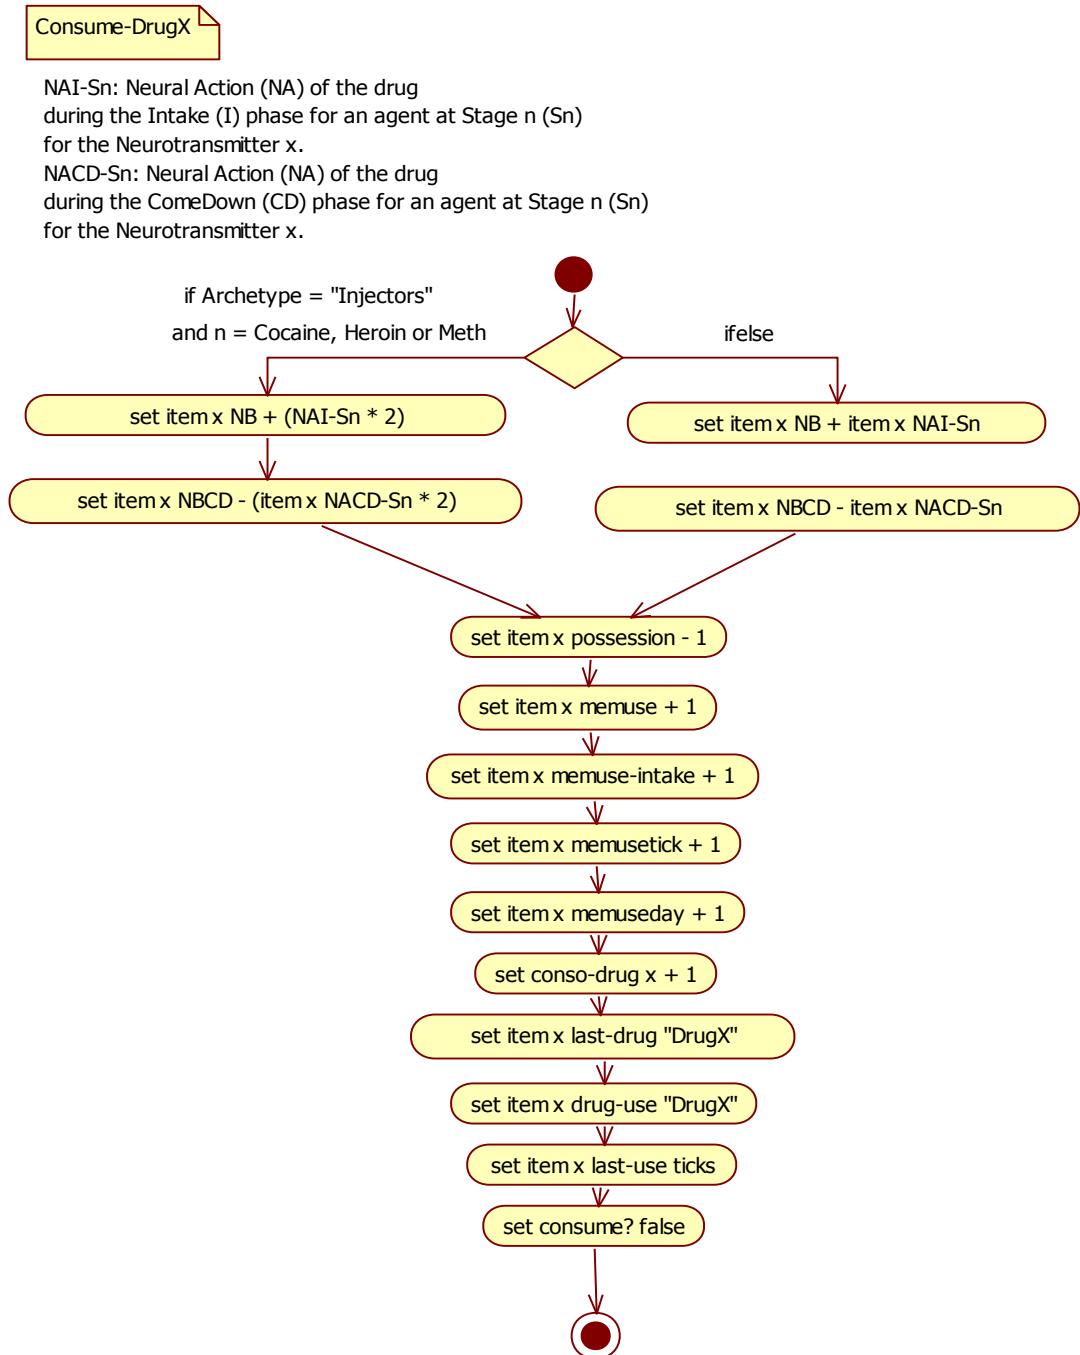 Consume-DrugX
NAI-Sn: Neural Action (NA) of the drug
during the Intake (I) phase for an agent at Stage n (Sn)
for the Neurotransmitter x.
NACD-Sn: Neural Action (NA) of the drug
during the ComeDown (CD) phase for an agent at Stage n (Sn)
for the Neurotransmitter x.
if Archetype = "Injectors"
and n = Cocaine, Heroin or Meth
ifelse
set item x NB + (NAI-Sn * 2)
set item x NB + item x NAI-Sn
set item x NBCD - (item x NACD-Sn * 2)
set item x NBCD - item x NACD-Sn
set item x possession - 1
set item x memuse + 1
set item x memuse-intake + 1
set item x memusetick + 1
set item x memuseday + 1
set conso-drug x + 1
set item x last-drug "DrugX"
set item x drug-use "DrugX"
set item x last-use ticks
set consume? false